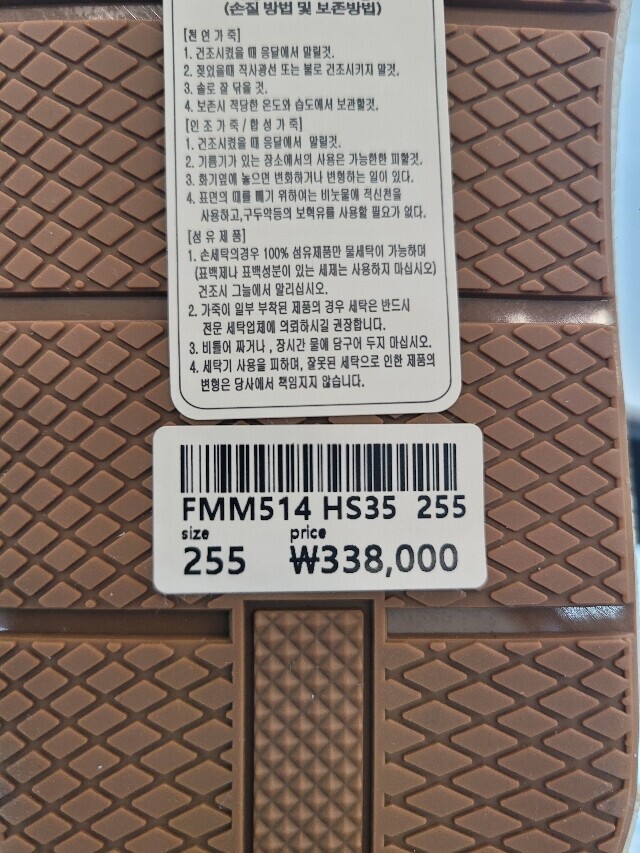 (손질 방법 및 보존방법)
[천 연 가 죽]
1. 건조시켰을 때 응달에서 말릴것.
2. 젖었을때 직사광선 또는 불로 건조시키지 말것.
3. 솔로 잘 닦을 것.
4. 보존시 적당한 온도와 습도에서 보관할것.
[인 조 가 죽 / 합 성 가 죽]
1. 건조시켰을 때 응달에서 말릴것.
2. 기름기가 있는 장소에서의 사용은 가능한한 피할것.
3. 화기옆에 놓으면 변화하거나 변형하는 일이 있다.
4. 표면의 때를 빼기 위하여는 비눗물에 적신천을
사용하고,구두약등의 보혁유를 사용할 필요가 없다.
[섬 유 제 품]
1. 손세탁의경우 100% 섬유제품만 물세탁이 가능하며
(표백제나 표백성분이 있는 세제는 사용하지 마십시오)
건조시 그늘에서 말리십시오.
2. 가죽이 일부 부착된 제품의 경우 세탁은 반드시
전문 세탁업체에 의뢰하시길 권장합니다.
3. 비틀어 짜거나 , 장시간 물에 담구어 두지 마십시오.
4. 세탁기 사용을 피하며, 잘못된 세탁으로 인한 제품의
변형은 당사에서 책임지지 않습니다.
FMM514 HS35 255
size price
255 ₩338,000